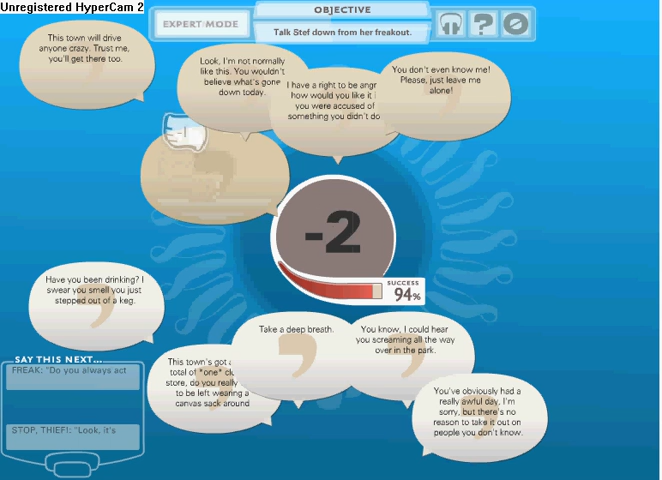 Unregistered HyperCam 2
EXPERT MODE
OBJECTIVE
Talk Stef down from her freakout.
?
This town will drive
anyone crazy. Trust me,
you'll get there too.
Look, I'm not normally
like this. You wouldn't
believe what's gone
down today.
I have a right to be angr
how would you like it i
you were accused of
something you didn't do
You don't even know me!
Please, just leave me
alone!
-2
SUCCESS
94%
Have you been drinking? I
swear you smell you just
stepped out of a keg.
Take a deep breath.
You know, I could hear
you screaming all the way
over in the park.
This town's got a
total of *one* cl
store, do you really
to be left wearing a
canvas sack around
You've obviously had a
really awful day, I'm
sorry, but there's no
reason to take it out on
people you don't know.
SAY THIS NEXT...
FREAK: "Do you always act
STOP, THIEF!: "Look, it's